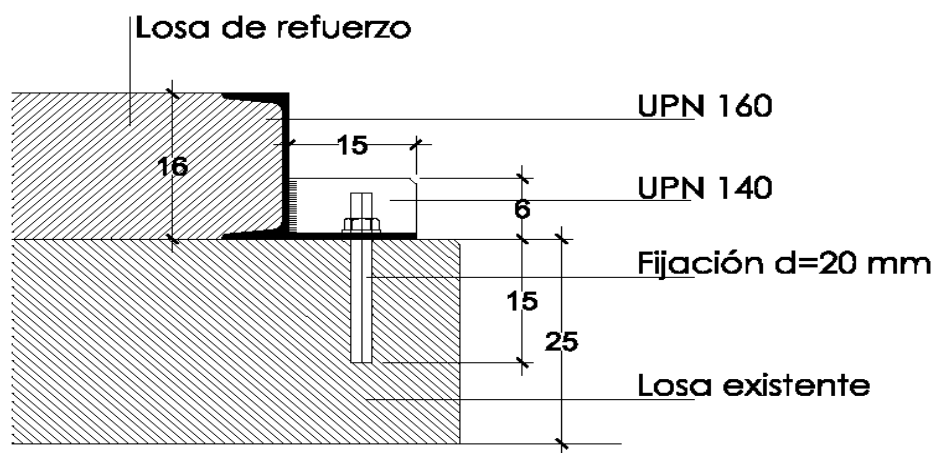 Losa de refuerzo
UPN 160
15
16
UPN 140
6
Fijación d=20 mm
15
25
Losa existente